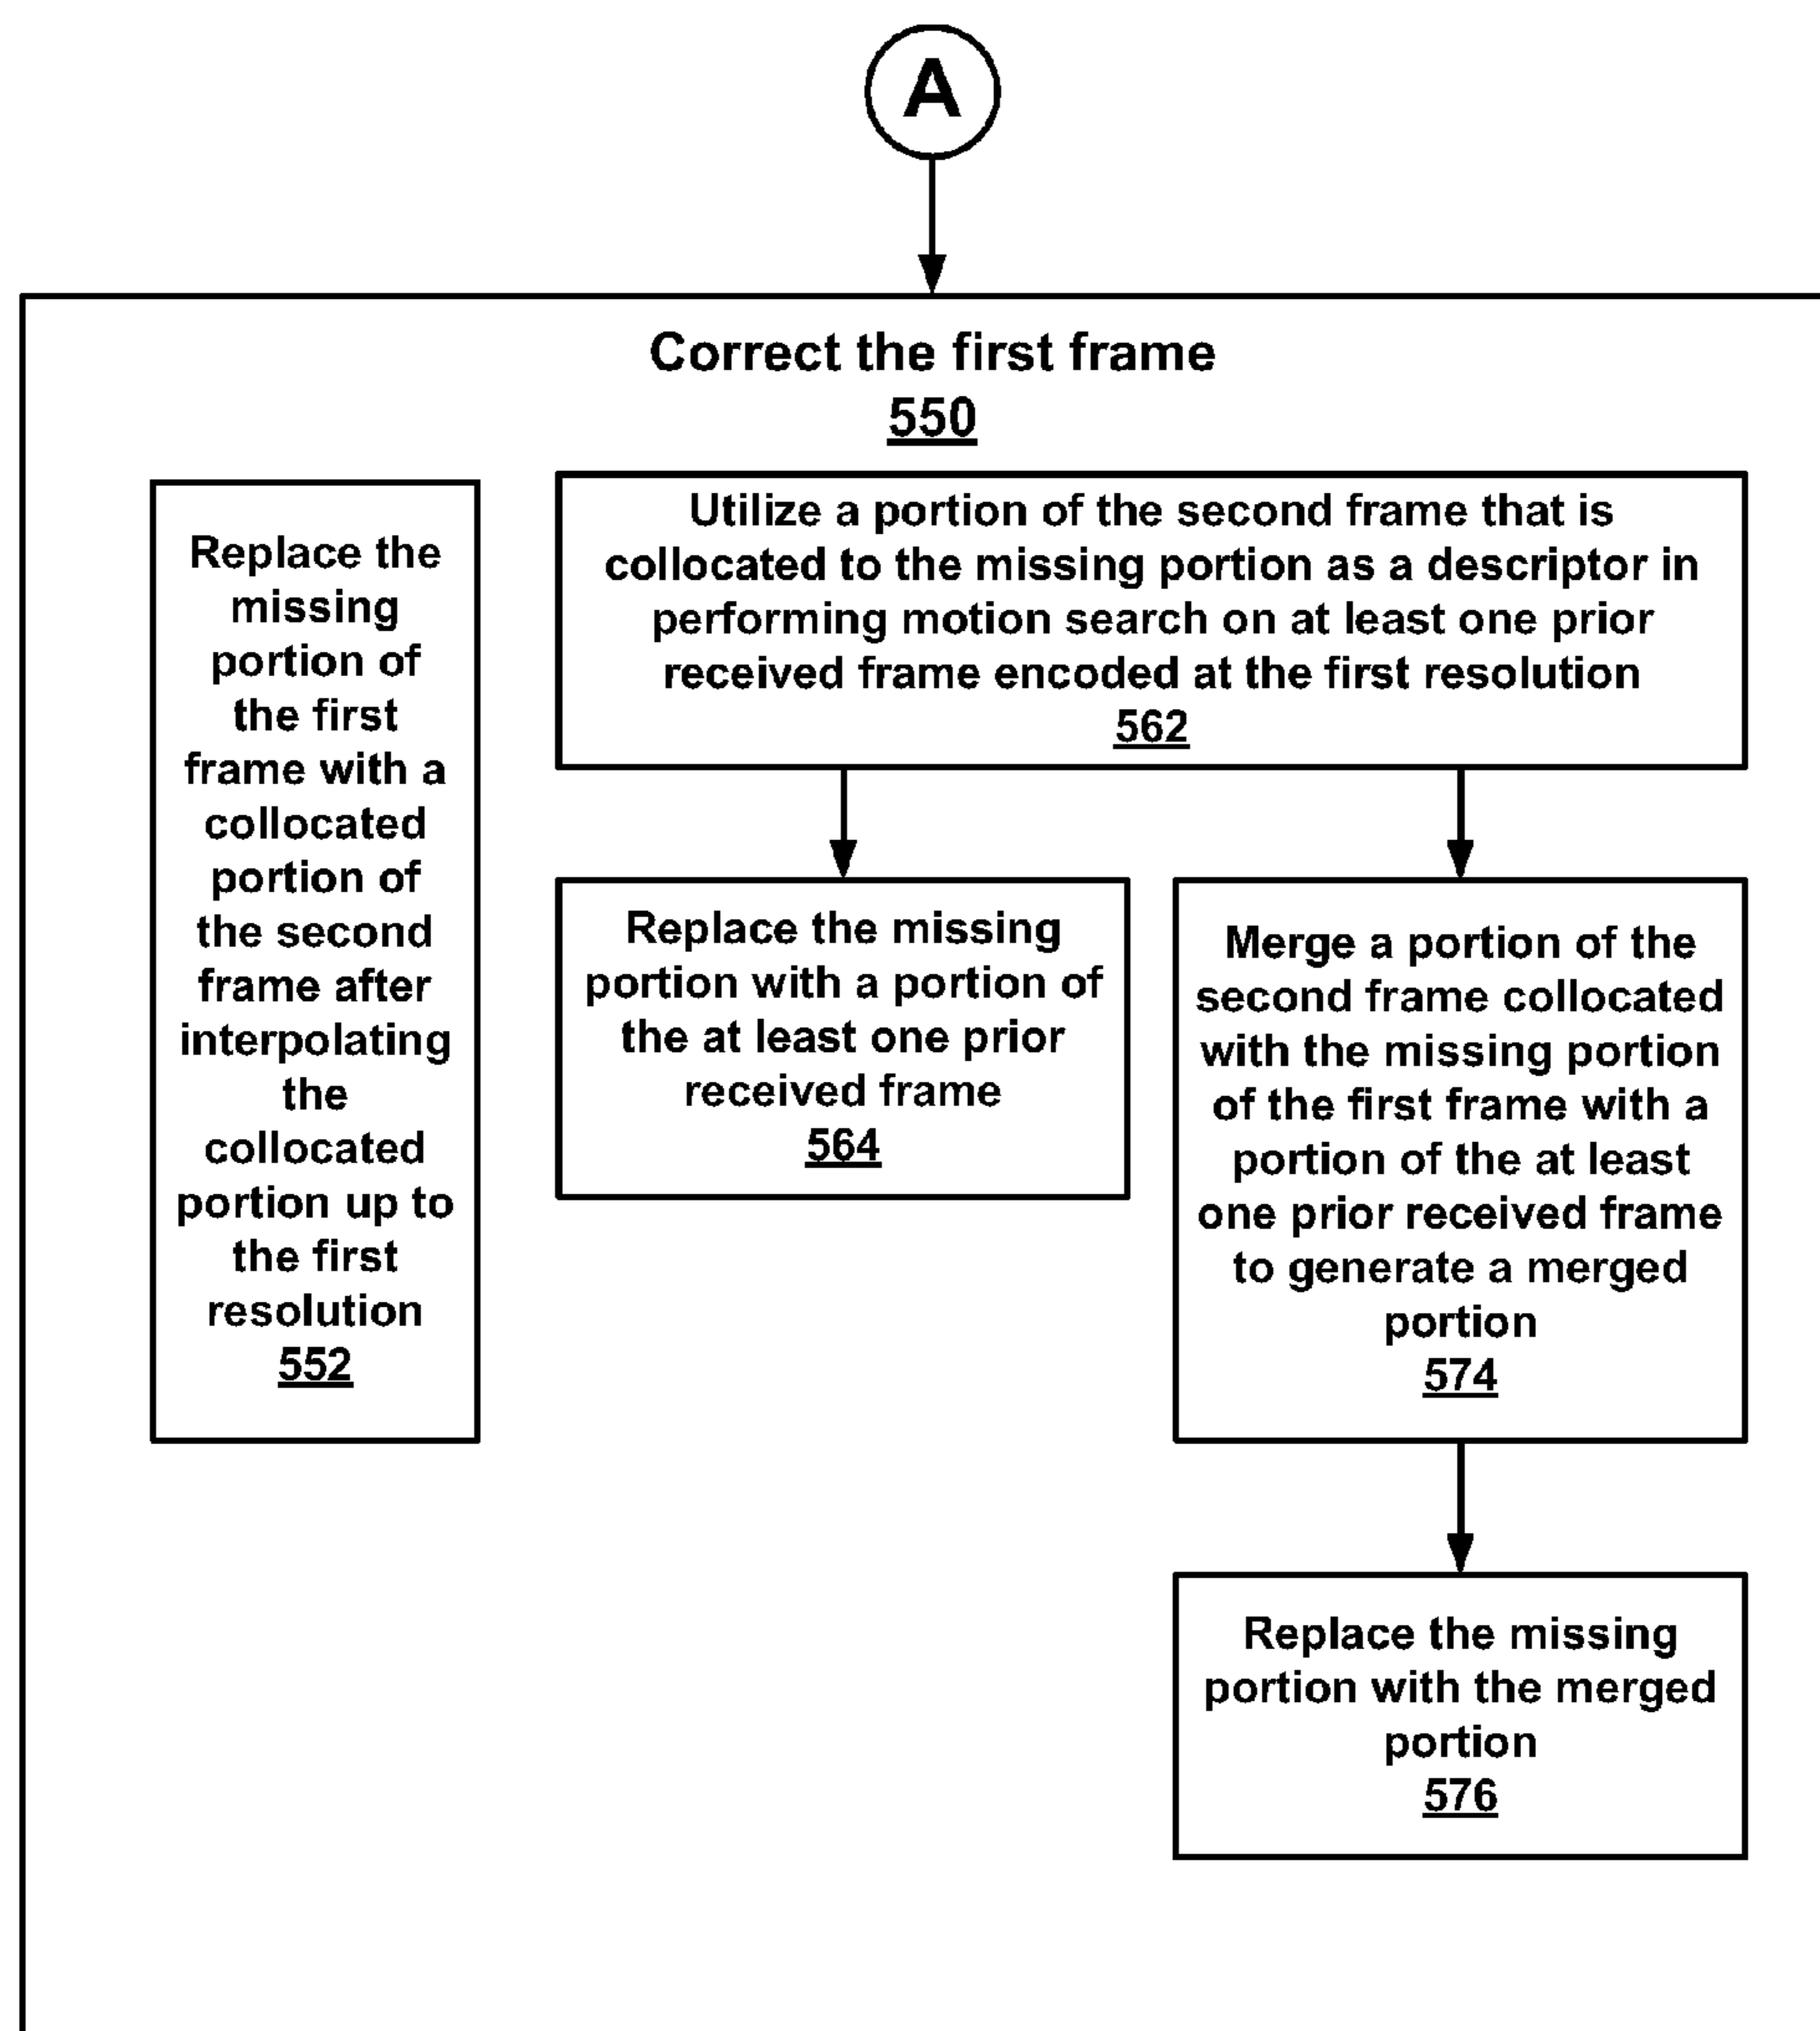 A
Correct the first frame
550
Replace the
missing
portion of
the first
frame with a
collocated
portion of
the second
frame after
interpolating
the
collocated
portion up to
the first
resolution
552
Utilize a portion of the second frame that is
collocated to the missing portion as a descriptor in
performing motion search on at least one prior
received frame encoded at the first resolution
562
Replace the missing
portion with a portion of
the at least one prior
received frame
564
Merge a portion of the
second frame collocated
with the missing portion
of the first frame with a
portion of the at least
one prior received frame
to generate a merged
portion
574
Replace the missing
portion with the merged
portion
576